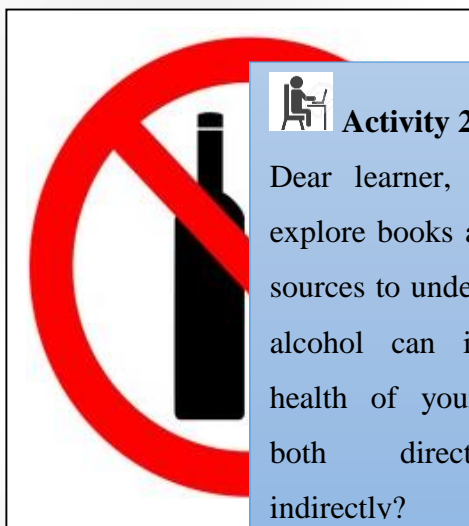 Activity 2
Dear learner,
explore books a
sources to unde
alcohol can i
health of you
both direct
indirectly?